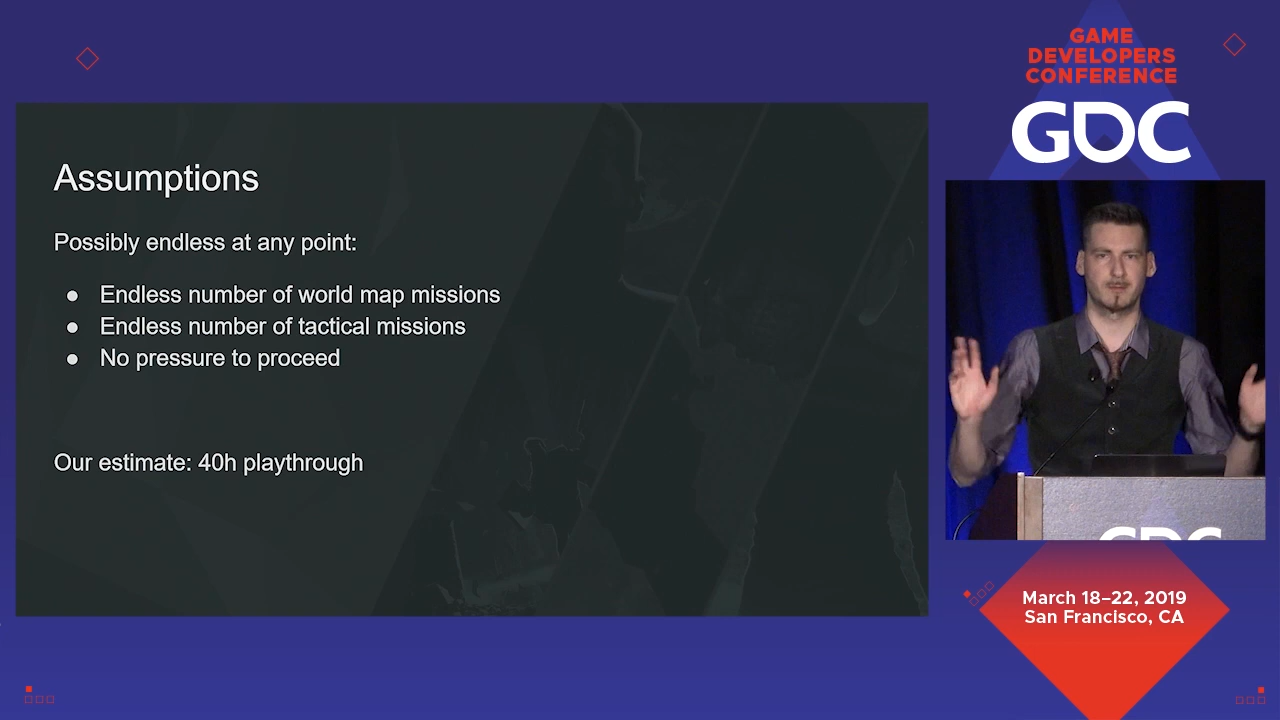 GAME
DEVELOPERS
CONFERENCE
GDC
Assumptions
Possibly endless at any point:
● Endless number of world map missions
● Endless number of tactical missions
● No pressure to proceed
Our estimate: 40h playthrough
GDC
March 18–22, 2019
San Francisco, CA